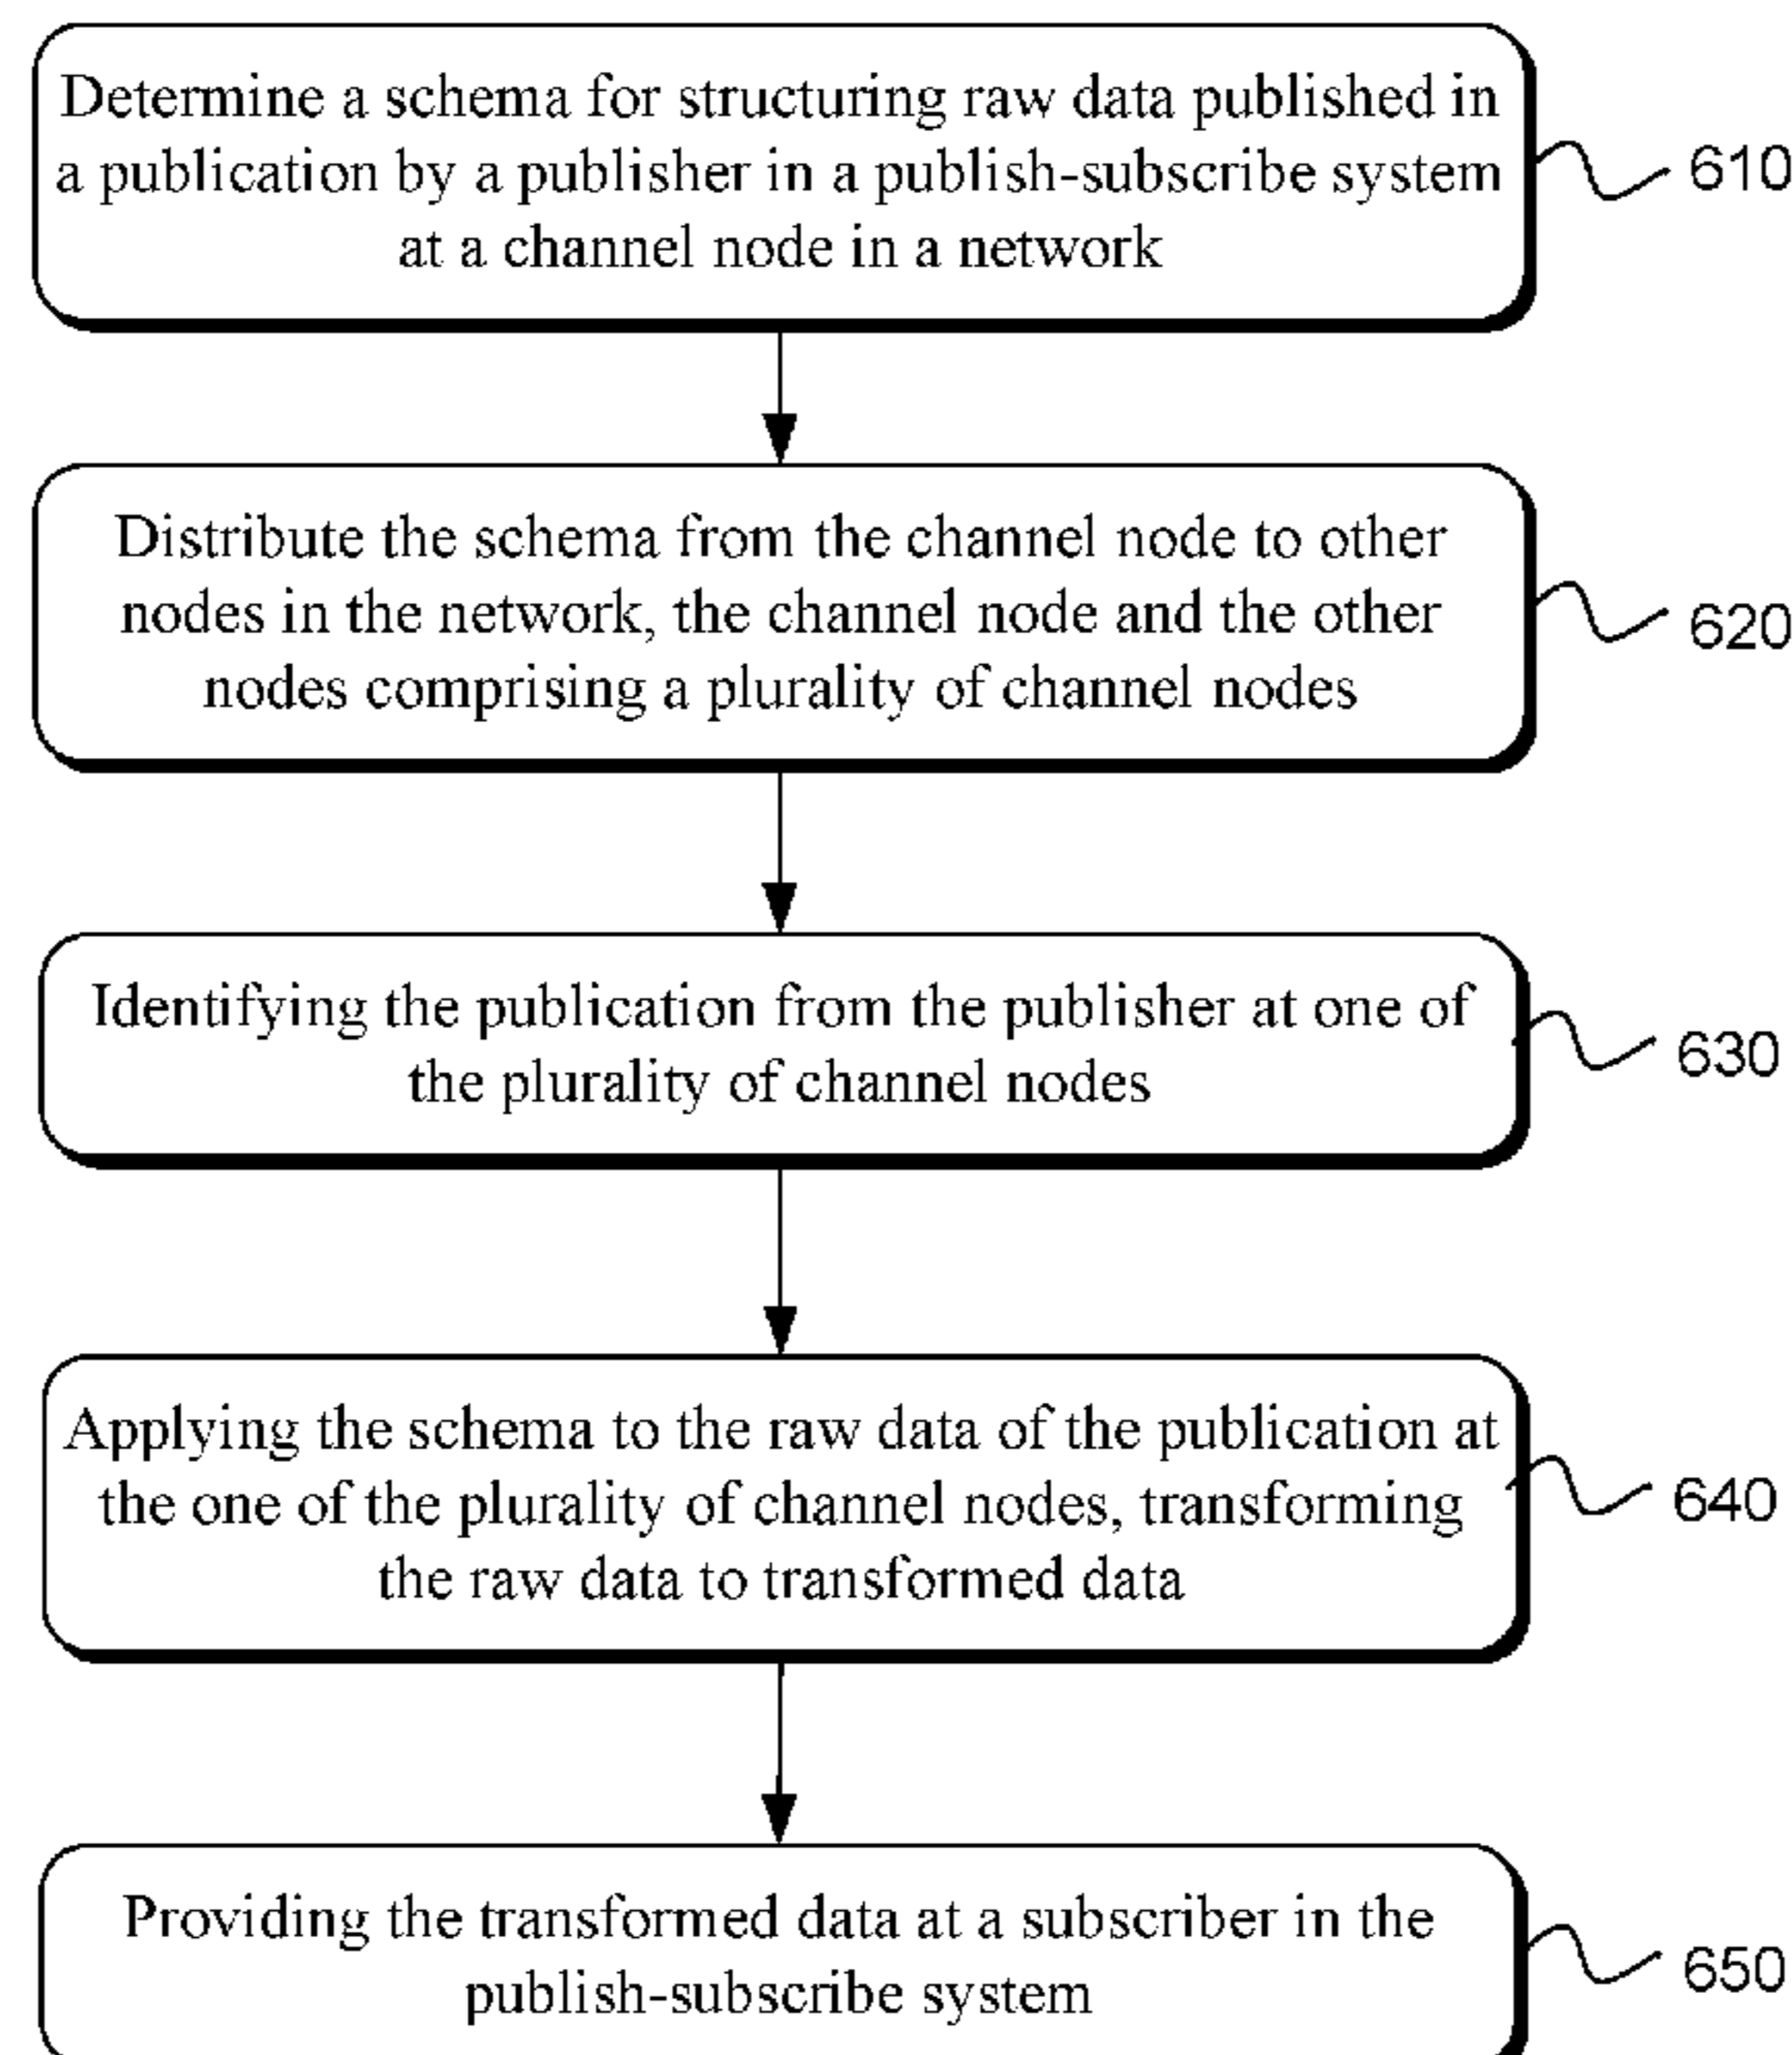 Determine a schema for structuring raw data published in
a publication by a publisher in a publish-subscribe system
at a channel node in a network
610
Distribute the schema from the channel node to other
nodes in the network, the channel node and the other
nodes comprising a plurality of channel nodes
620
Identifying the publication from the publisher at one of
the plurality of channel nodes
630
Applying the schema to the raw data of the publication at
the one of the plurality of channel nodes, transforming
the raw data to transformed data
640
Providing the transformed data at a subscriber in the
publish-subscribe system
650